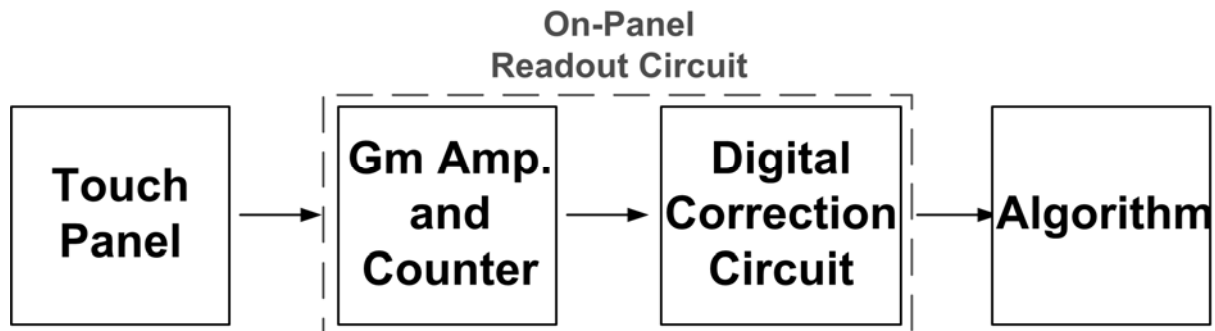 On-Panel
Readout Circuit
Touch
Panel
Gm Amp.
and
Counter
Digital
Correction
Circuit
Algorithm